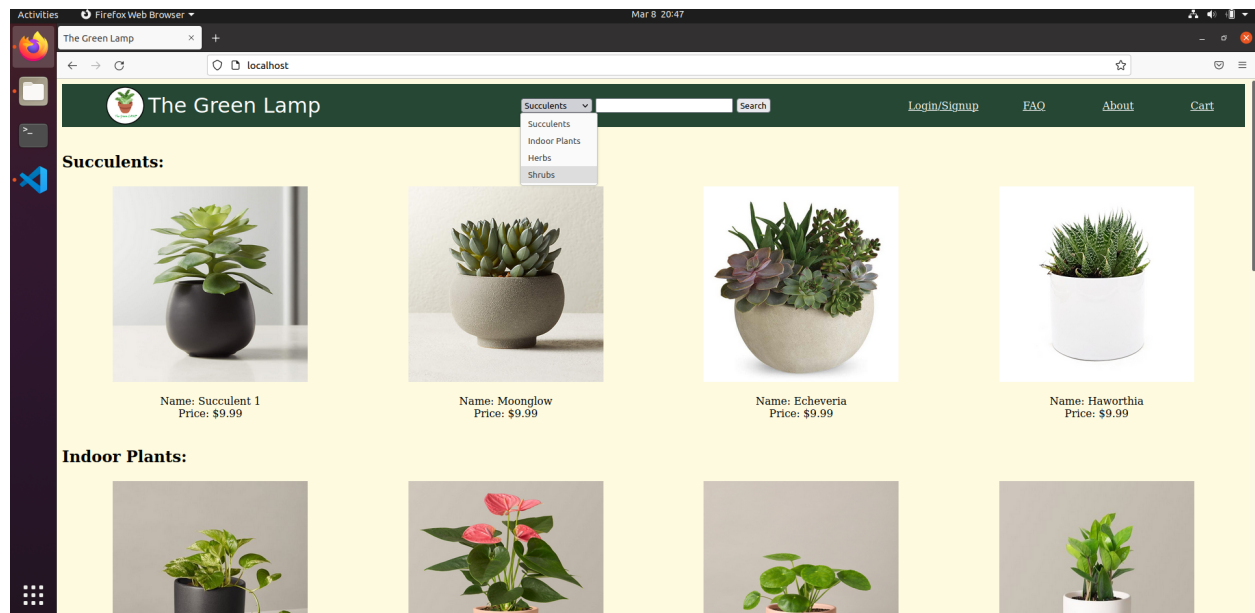 Activities Firefox Web Browser Mar 8 20:47
The Green Lamp
localhost
The Green Lamp Succulents Search Login/Signup FAQ About Cart
Succulents
Indoor Plants
Herbs
Shrubs
Succulents:
Name: Succulent 1
Price: $9.99
Name: Moonglow
Price: $9.99
Name: Echeveria
Price: $9.99
Name: Haworthia
Price: $9.99
Indoor Plants: